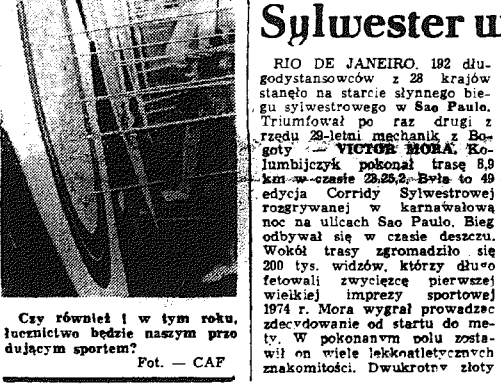 Czy również i w tym roku,
łucznictwo będzie naszym przo
dującym sportem?
Fot. — CAF
Sylwester w
RIO DE JANEIRO. 192 dłu-
godystansowców z 28 krajów
stanęło na starcie słynnego bie-
gu sylwestrowego w Sao Paulo.
Triumfował po raz drugi z
rzędu 29-letni mechanik z Bo-
goty — VICTOR MORA. Ko-
lumbijczyk pokonał trasę 8,9
km w czasie 23,25,2. Była to 49
edycja Corridy Sylwestrowej
rozgrywanej w karnawałową
noc na ulicach Sao Paulo. Bieg
odbywał się w czasie deszczu.
Wokół trasy zgromadziło się
200 tys. widzów, którzy długo
fetowali zwycięzcę pierwszej
wielkiej imprezy sportowej
1974 r. Mora wygrał prowadząc
zdecydowanie od startu do me-
ty. W pokonanym polu zosta-
wił on wiele lekkoatletycznych
znakomitości. Dwukrotny złoty